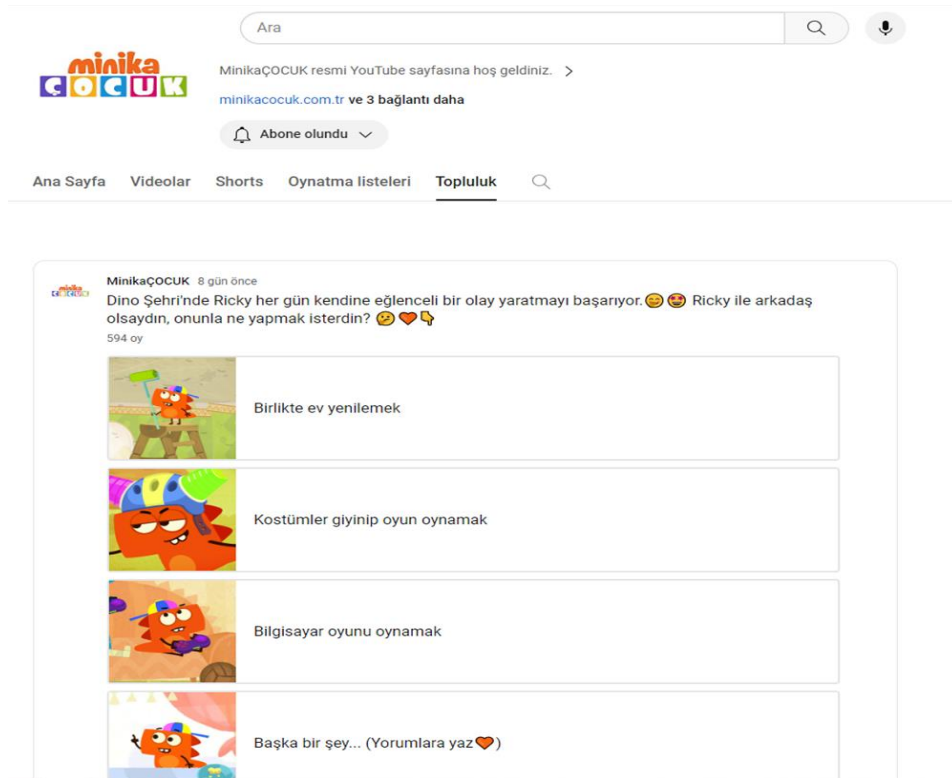 Ara
minika
ÇOCUK
MinikaÇOCUK resmi YouTube sayfasına hoş geldiniz.
minikacocuk.com.tr ve 3 bağlantı daha
Abone olundu
Ana Sayfa Videolar Shorts Oynatma listeleri Topluluk
minika
ÇOCUK
MinikaÇOCUK 8 gün önce
Dino Şehri'nde Ricky her gün kendine eğlenceli bir olay yaratmayı başarıyor.😊 😍 Ricky ile arkadaş
olsaydın, onunla ne yapmak isterdin? 🤔 🧡 👇
594 oy
Birlikte ev yenilemek
Kostümler giyinip oyun oynamak
Bilgisayar oyunu oynamak
Başka bir şey... (Yorumlara yaz🧡)